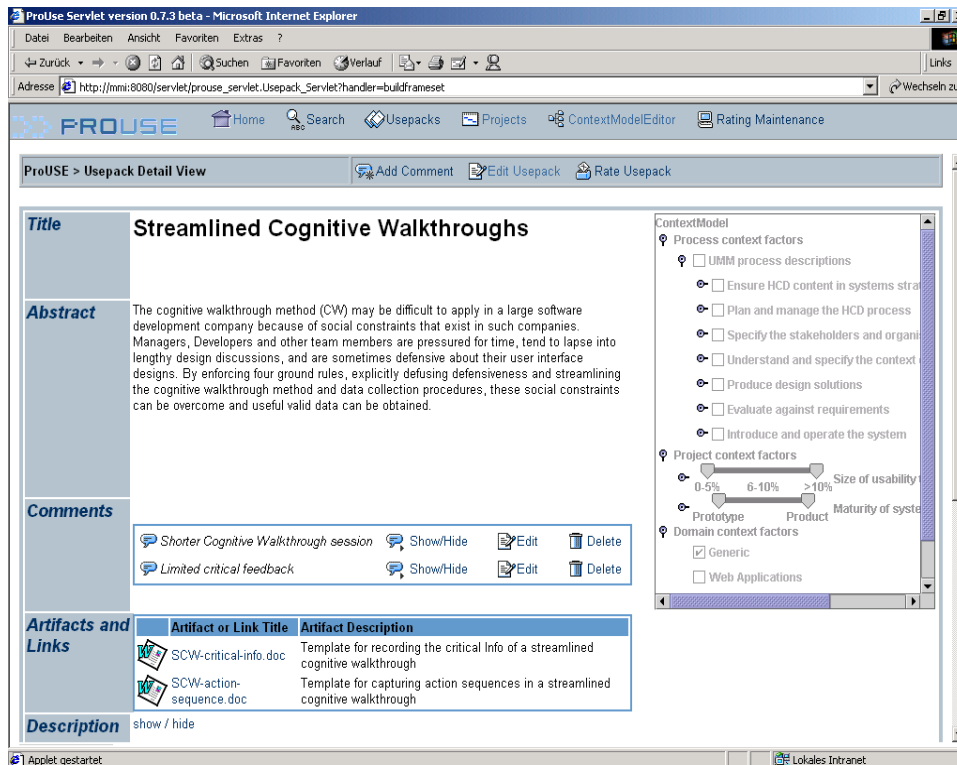 ProUse Servlet version 0.7.3 beta - Microsoft Internet Explorer
Datei Bearbeiten Ansicht Favoriten Extras ?
Zurück Suchen Favoriten Verlauf Links
Adresse http://mmi:8080/servlet/prouse_servlet.Usepack_Servlet?handler=buildframeset Wechseln zu
PROUSE Home Search Usepacks Projects ContextModelEditor Rating Maintenance
ABC
ProUSE > Usepack Detail View Add Comment Edit Usepack Rate Usepack
Title
Streamlined Cognitive Walkthroughs
Abstract
The cognitive walkthrough method (CW) may be difficult to apply in a large software
development company because of social constraints that exist in such companies.
Managers, Developers and other team members are pressured for time, tend to lapse into
lengthy design discussions, and are sometimes defensive about their user interface
designs. By enforcing four ground rules, explicitly defusing defensiveness and streamlining
the cognitive walkthrough method and data collection procedures, these social constraints
can be overcome and useful valid data can be obtained.
Comments
Shorter Cognitive Walkthrough session Show/Hide Edit Delete
Limited critical feedback Show/Hide Edit Delete
Artifacts and
Links
Artifact or Link Title Artifact Description
SCW-critical-info.doc
Template for recording the critical Info of a streamlined
cognitive walkthrough
SCW-action-
sequence.doc
Template for capturing action sequences in a streamlined
cognitive walkthrough
Description show / hide
ContextModel
Process context factors
UMM process descriptions
Ensure HCD content in systems stra
Plan and manage the HCD process
Specify the stakeholders and organi
Understand and specify the context
Produce design solutions
Evaluate against requirements
Introduce and operate the system
Project context factors
0-5% 6-10% >10% Size of usability
Prototype Product Maturity of syste
Domain context factors
Generic
Web Applications
Applet gestartet Lokales Intranet